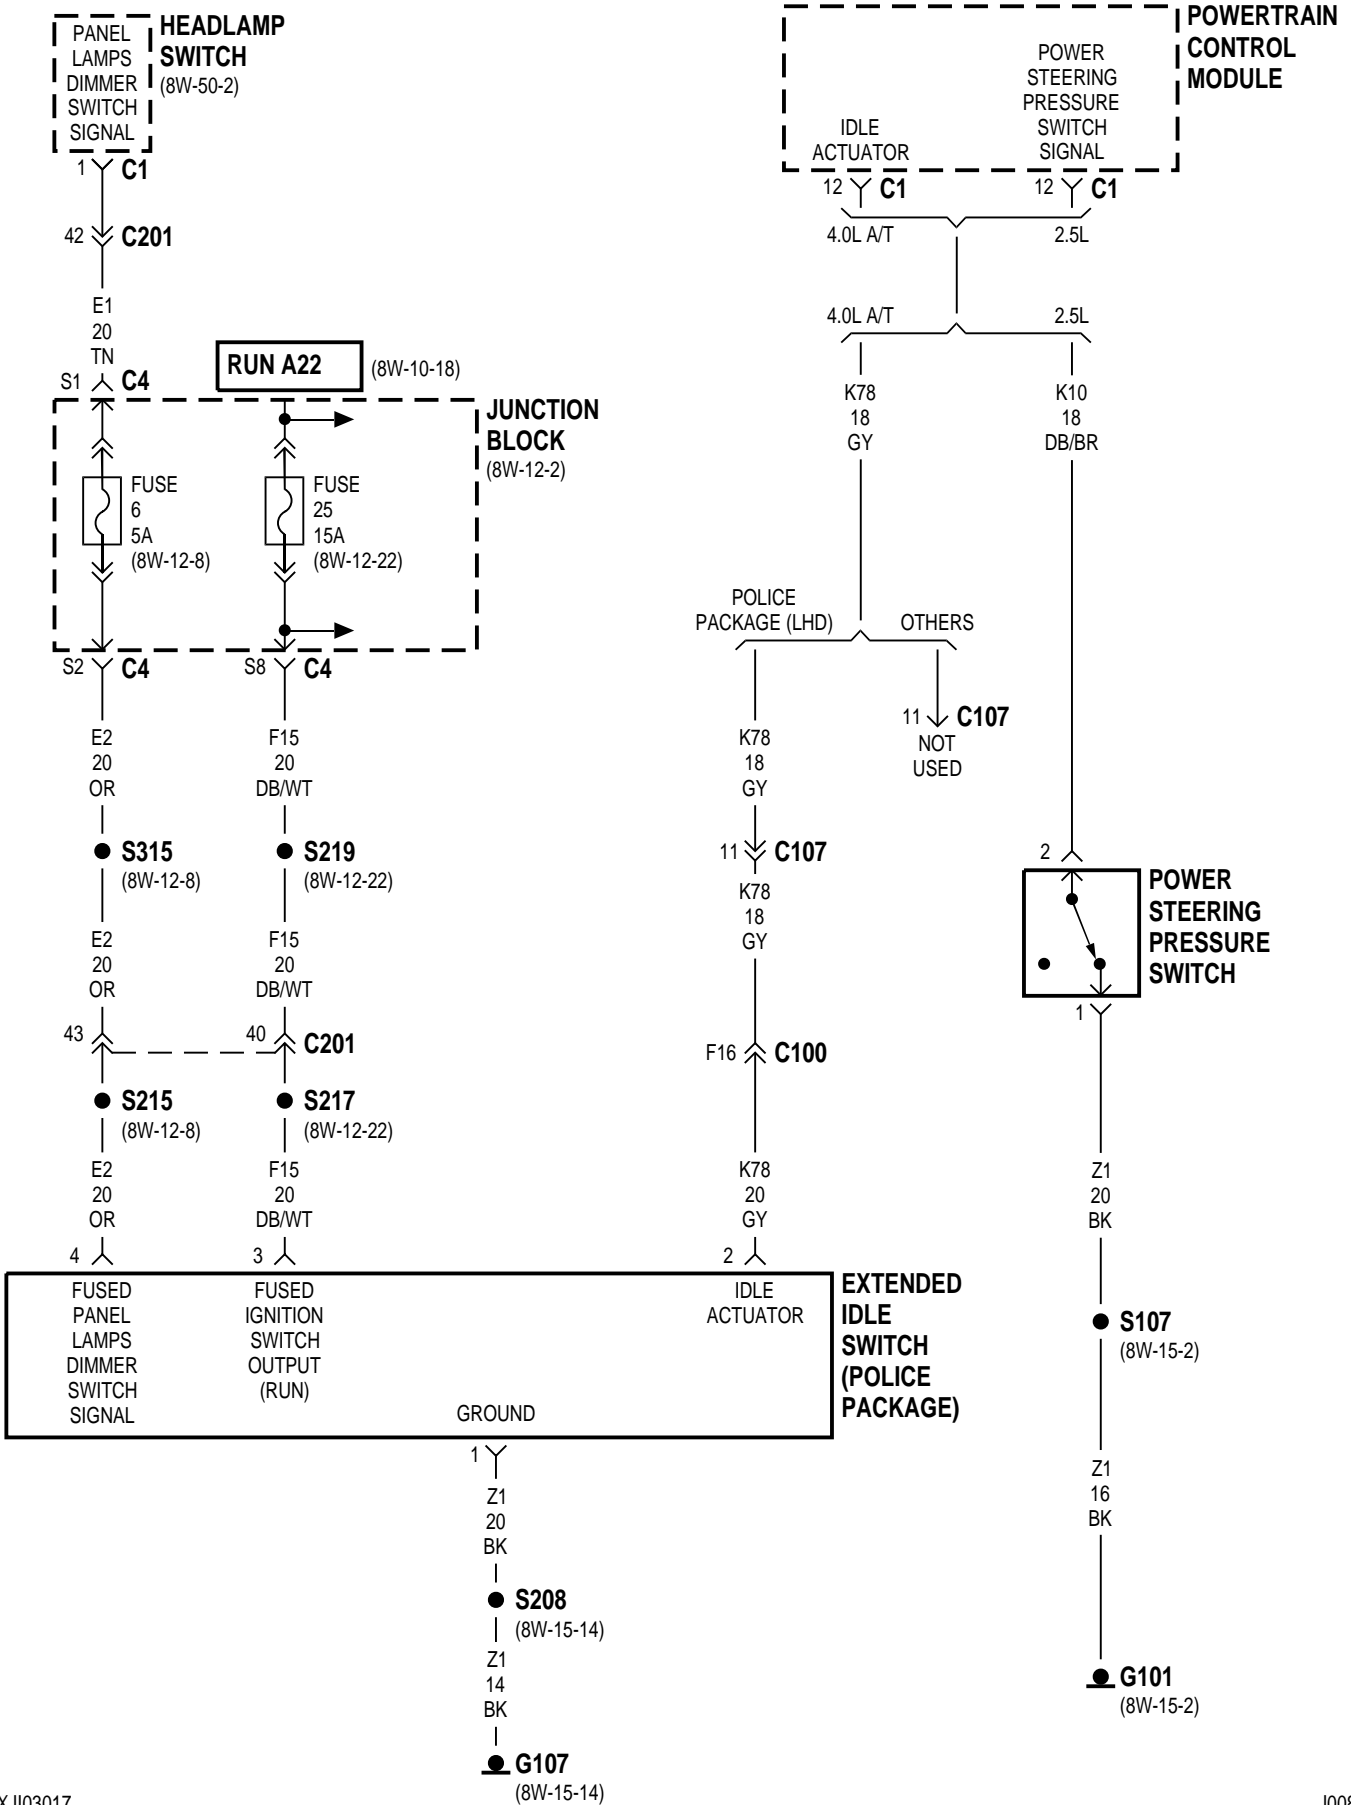 PANEL
LAMPS
DIMMER
SWITCH
SIGNAL
HEADLAMP
SWITCH
(8W-50-2)
1
C1
42
C201
E1
20
TN
S1
C4
RUN A22
(8W-10-18)
JUNCTION
BLOCK
(8W-12-2)
FUSE
6
5A
(8W-12-8)
FUSE
25
15A
(8W-12-22)
S2
C4
S8
C4
E2
20
OR
F15
20
DB/WT
S315
(8W-12-8)
S219
(8W-12-22)
E2
20
OR
F15
20
DB/WT
43
40
C201
S215
(8W-12-8)
S217
(8W-12-22)
E2
20
OR
F15
20
DB/WT
4
3
POWERTRAIN
CONTROL
MODULE
IDLE
ACTUATOR
POWER
STEERING
PRESSURE
SWITCH
SIGNAL
12
C1
12
C1
4.0L A/T
2.5L
4.0L A/T
2.5L
K78
18
GY
K10
18
DB/BR
POLICE
PACKAGE (LHD)
OTHERS
11
C107
NOT
USED
K78
18
GY
11
C107
K78
18
GY
F16
C100
K78
20
GY
2
2
POWER
STEERING
PRESSURE
SWITCH
1
Z1
20
BK
S107
(8W-15-2)
Z1
16
BK
G101
(8W-15-2)
FUSED
PANEL
LAMPS
DIMMER
SWITCH
SIGNAL
FUSED
IGNITION
SWITCH
OUTPUT
(RUN)
GROUND
IDLE
ACTUATOR
EXTENDED
IDLE
SWITCH
(POLICE
PACKAGE)
1
Z1
20
BK
S208
(8W-15-14)
Z1
14
BK
G107
(8W-15-14)